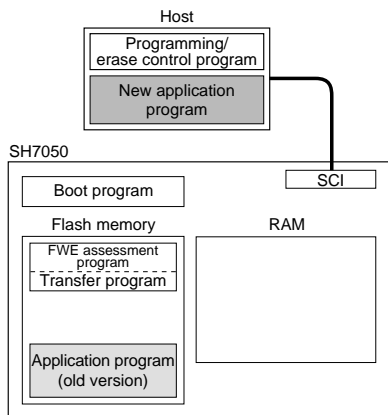 Host
Programming/
erase control program
New application
program
SH7050
SCI
Boot program
Flash memory
RAM
FWE assessment
program
Transfer program
Application program
(old version)